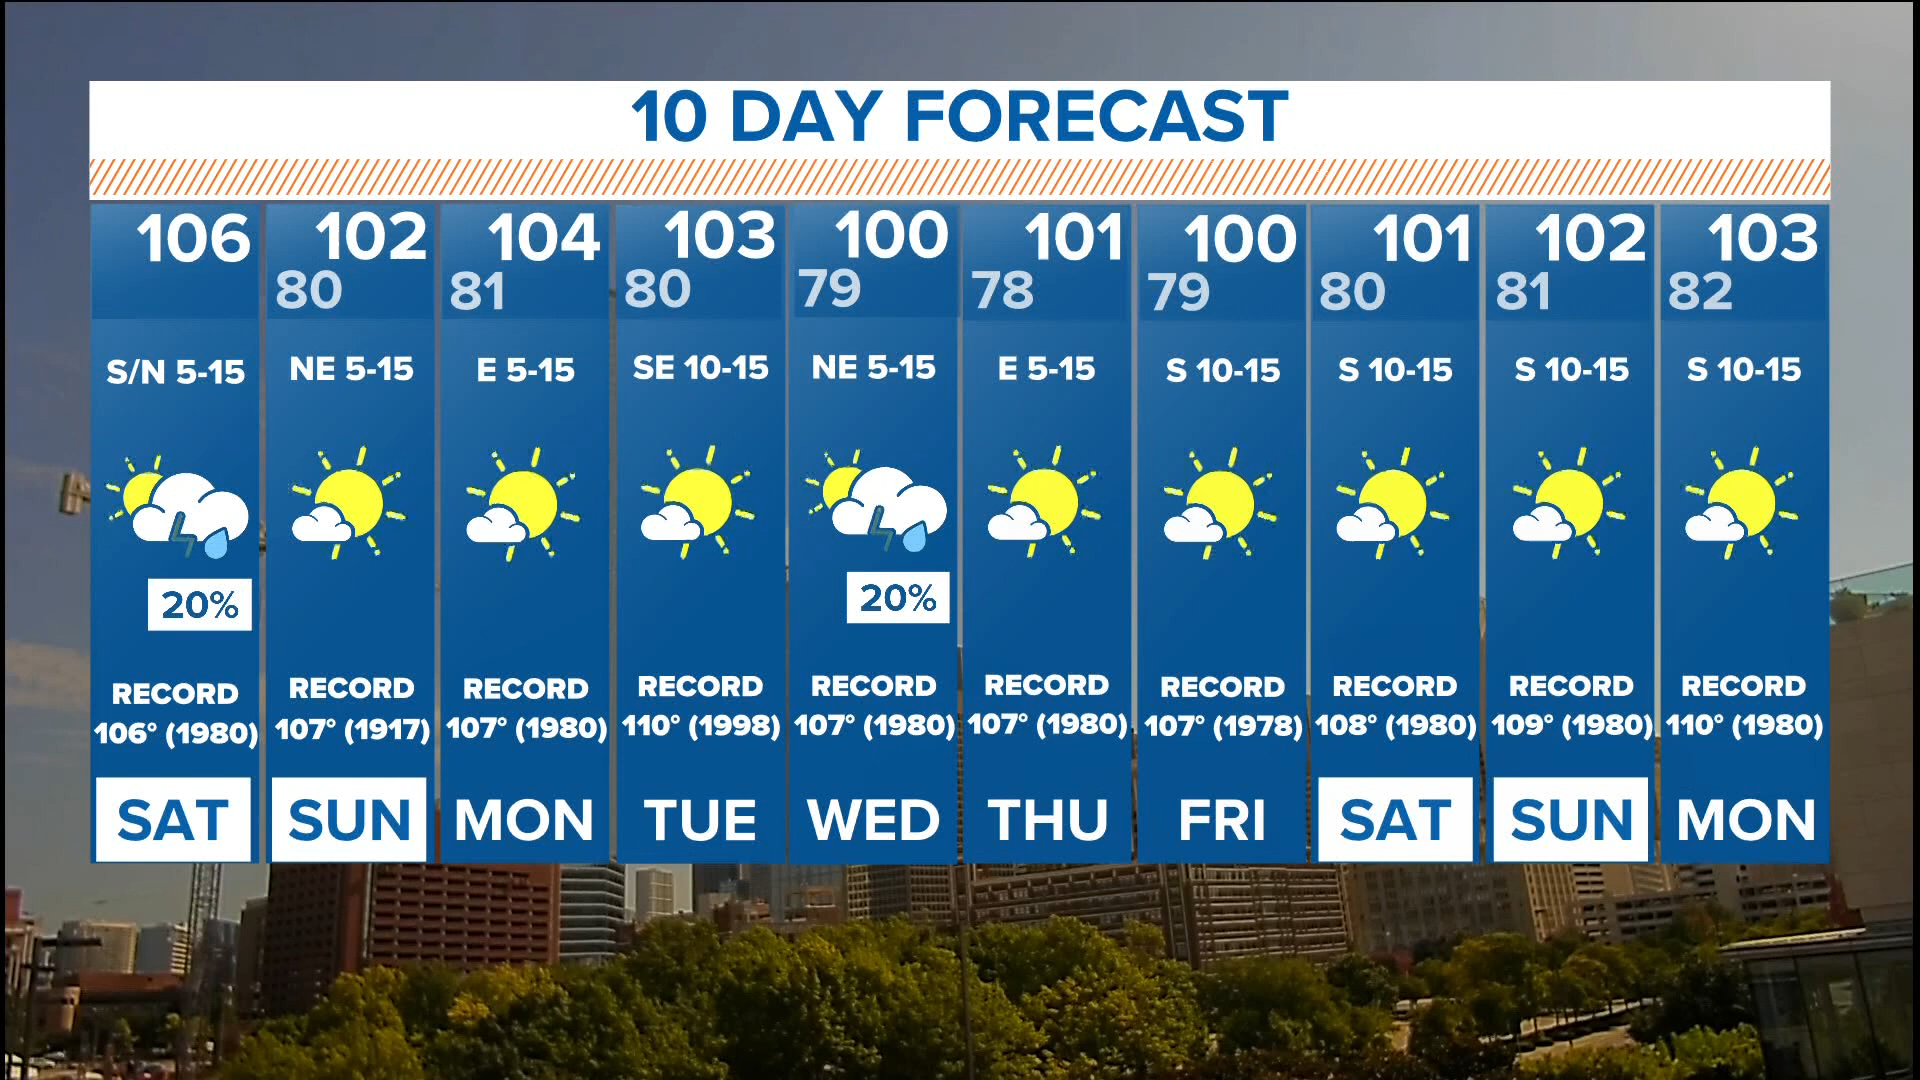 10 DAY FORECAST
106 102 104 103 100 101 100 101 102 103
80 81 80 79 78 79 80 81 82
S/N 5-15 NE 5-15 E 5-15 SE 10-15 NE 5-15 E 5-15 S 10-15 S 10-15 S 10-15 S 10-15
20% 20%
RECORD RECORD RECORD RECORD RECORD RECORD RECORD RECORD RECORD RECORD
106° (1980) 107° (1917) 107° (1980) 110° (1998) 107° (1980) 107° (1980) 107° (1978) 108° (1980) 109° (1980) 110° (1980)
SAT SUN MON TUE WED THU FRI SAT SUN MON